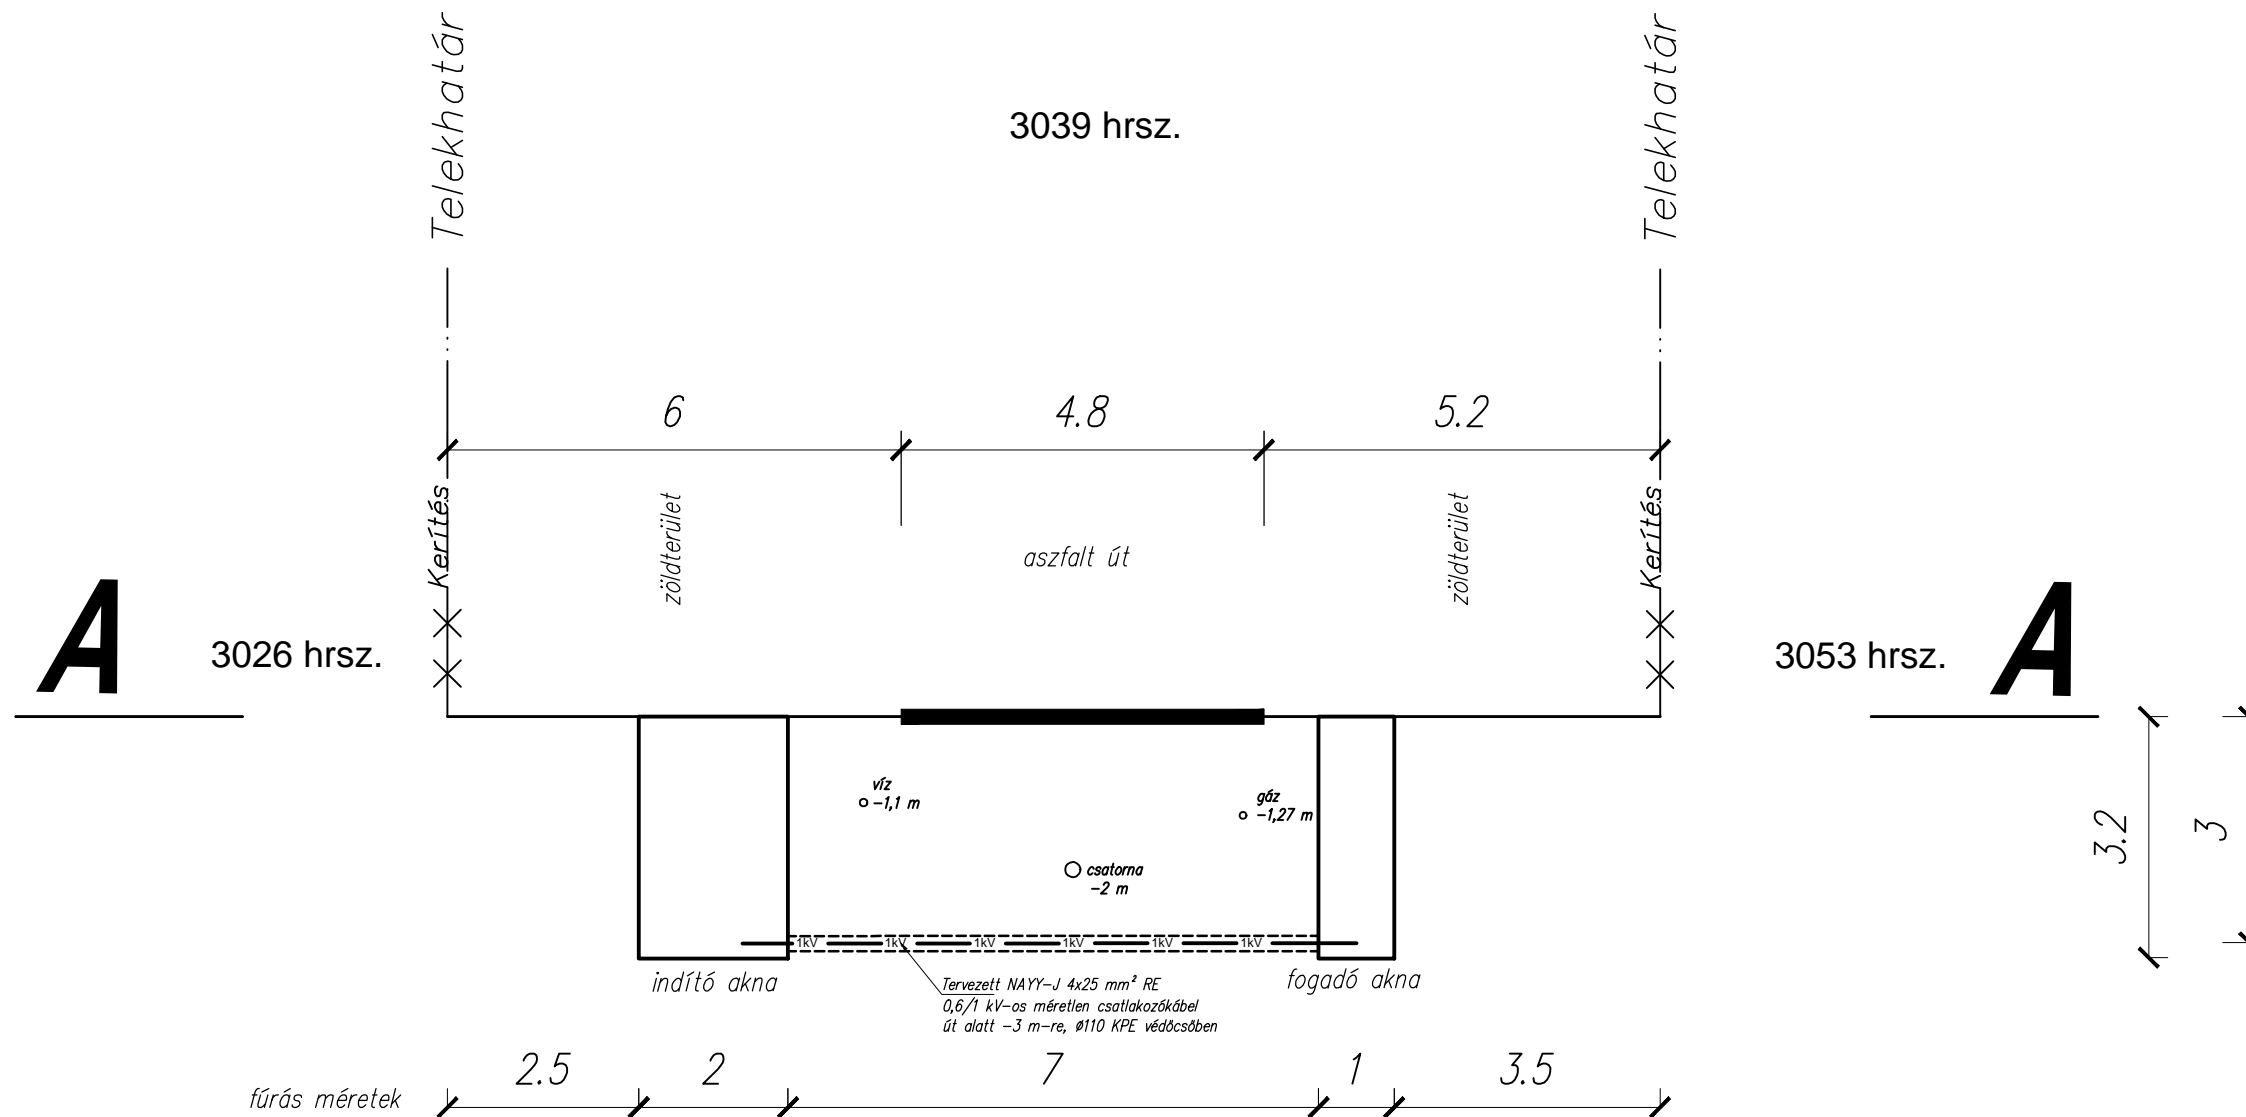 Telekhatár
Telekhatár
3039 hrsz.
6
4.8
5.2
Kerítés
zöldterület
aszfalt út
zöldterület
Kerítés
A
3026 hrsz.
3053 hrsz.
A
víz
-1,1 m
gáz
-1,27 m
csatorna
-2 m
3.2
3
1kV 1kV 1kV 1kV 1kV 1kV
indító akna
fogadó akna
Tervezett NAYY-J 4x25 mm² RE
0,6/1 kV-os méretlen csatlakozókábel
út alatt -3 m-re, ø110 KPE védőcsőben
fúrás méretek
2.5
2
7
1
3.5